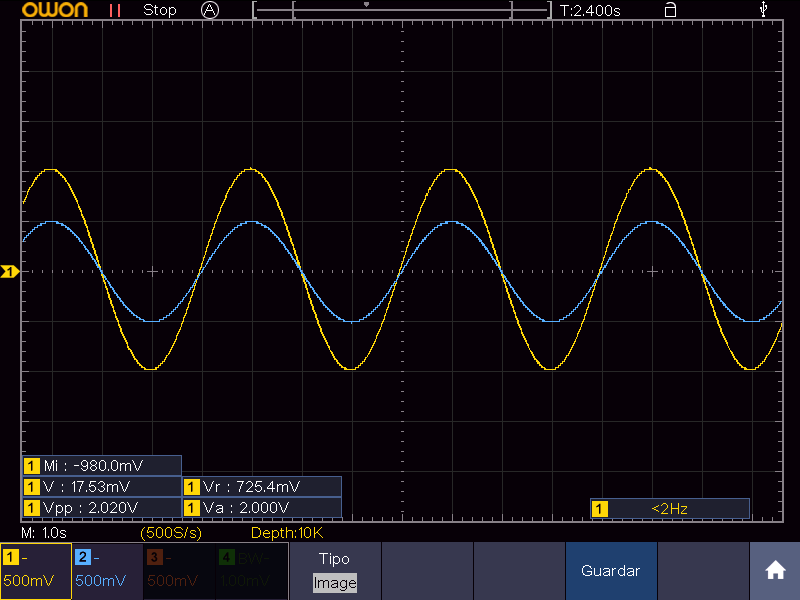 OWON Stop A T:2.400s
1
1 Mi : -980.0mV
1 V : 17.53mV 1 Vr : 725.4mV
1 Vpp : 2.020V 1 Va : 2.000V
1 <2Hz
M: 1.0s (500S/s) Depth:10K
1 - 2 - 3 - 4 BW- Tipo
500mV 500mV 500mV 1.00mV Image
Guardar